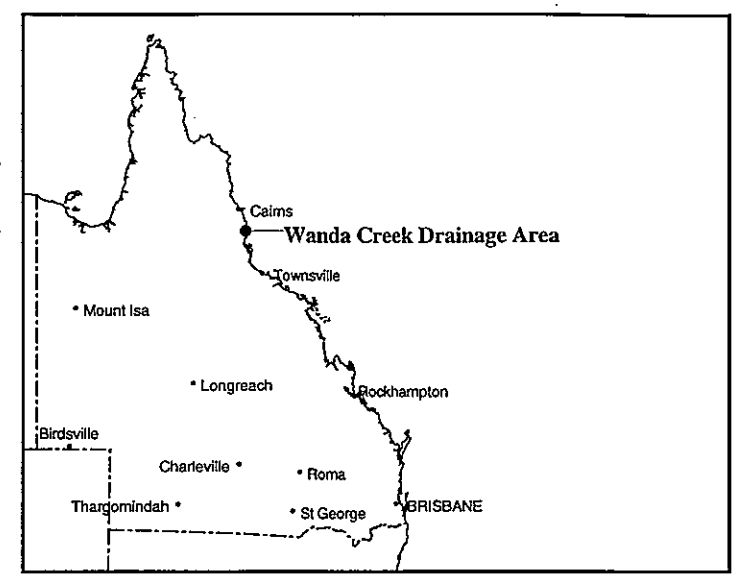 Cairns
Wanda Creek Drainage Area
Townsville
Mount Isa
Longreach
Rockhampton
Birdsville
Charleville
Roma
Thargomindah
St George
BRISBANE